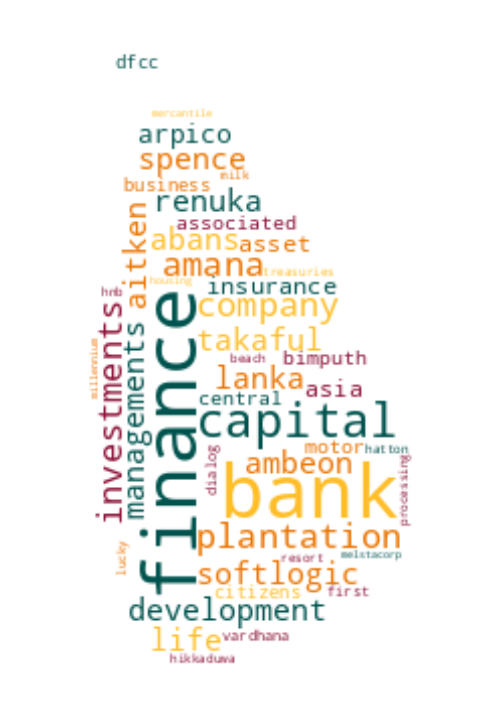 dfcc
mercantile
arpico
spence
milk
business
renuka
associated
aitken
abans
asset
amana
treasuries
housing
insurance
hnb
company
finance
investments
managements
takaful
millennium
beach
bimputh
lanka
asia
central
capital
motor
hatton
dialog
ambeon
processing
bank
plantation
lucky
resort
melstacorp
softlogic
citizens
first
development
life
vardhana
hikkaduwa